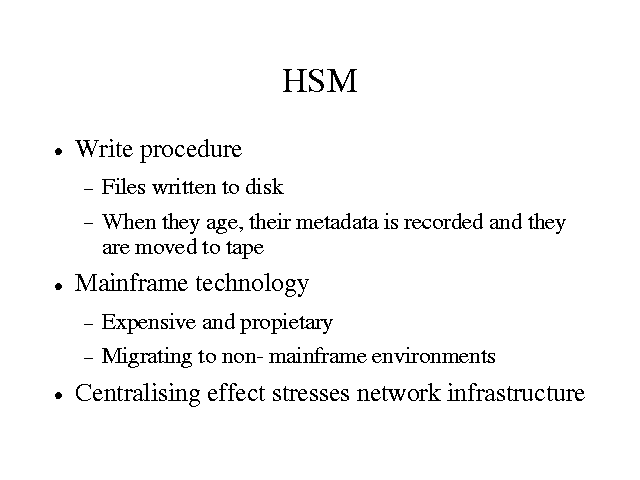 HSM
• Write procedure
– Files written to disk
– When they age, their metadata is recorded and they
are moved to tape
• Mainframe technology
– Expensive and propietary
– Migrating to non- mainframe environments
• Centralising effect stresses network infrastructure